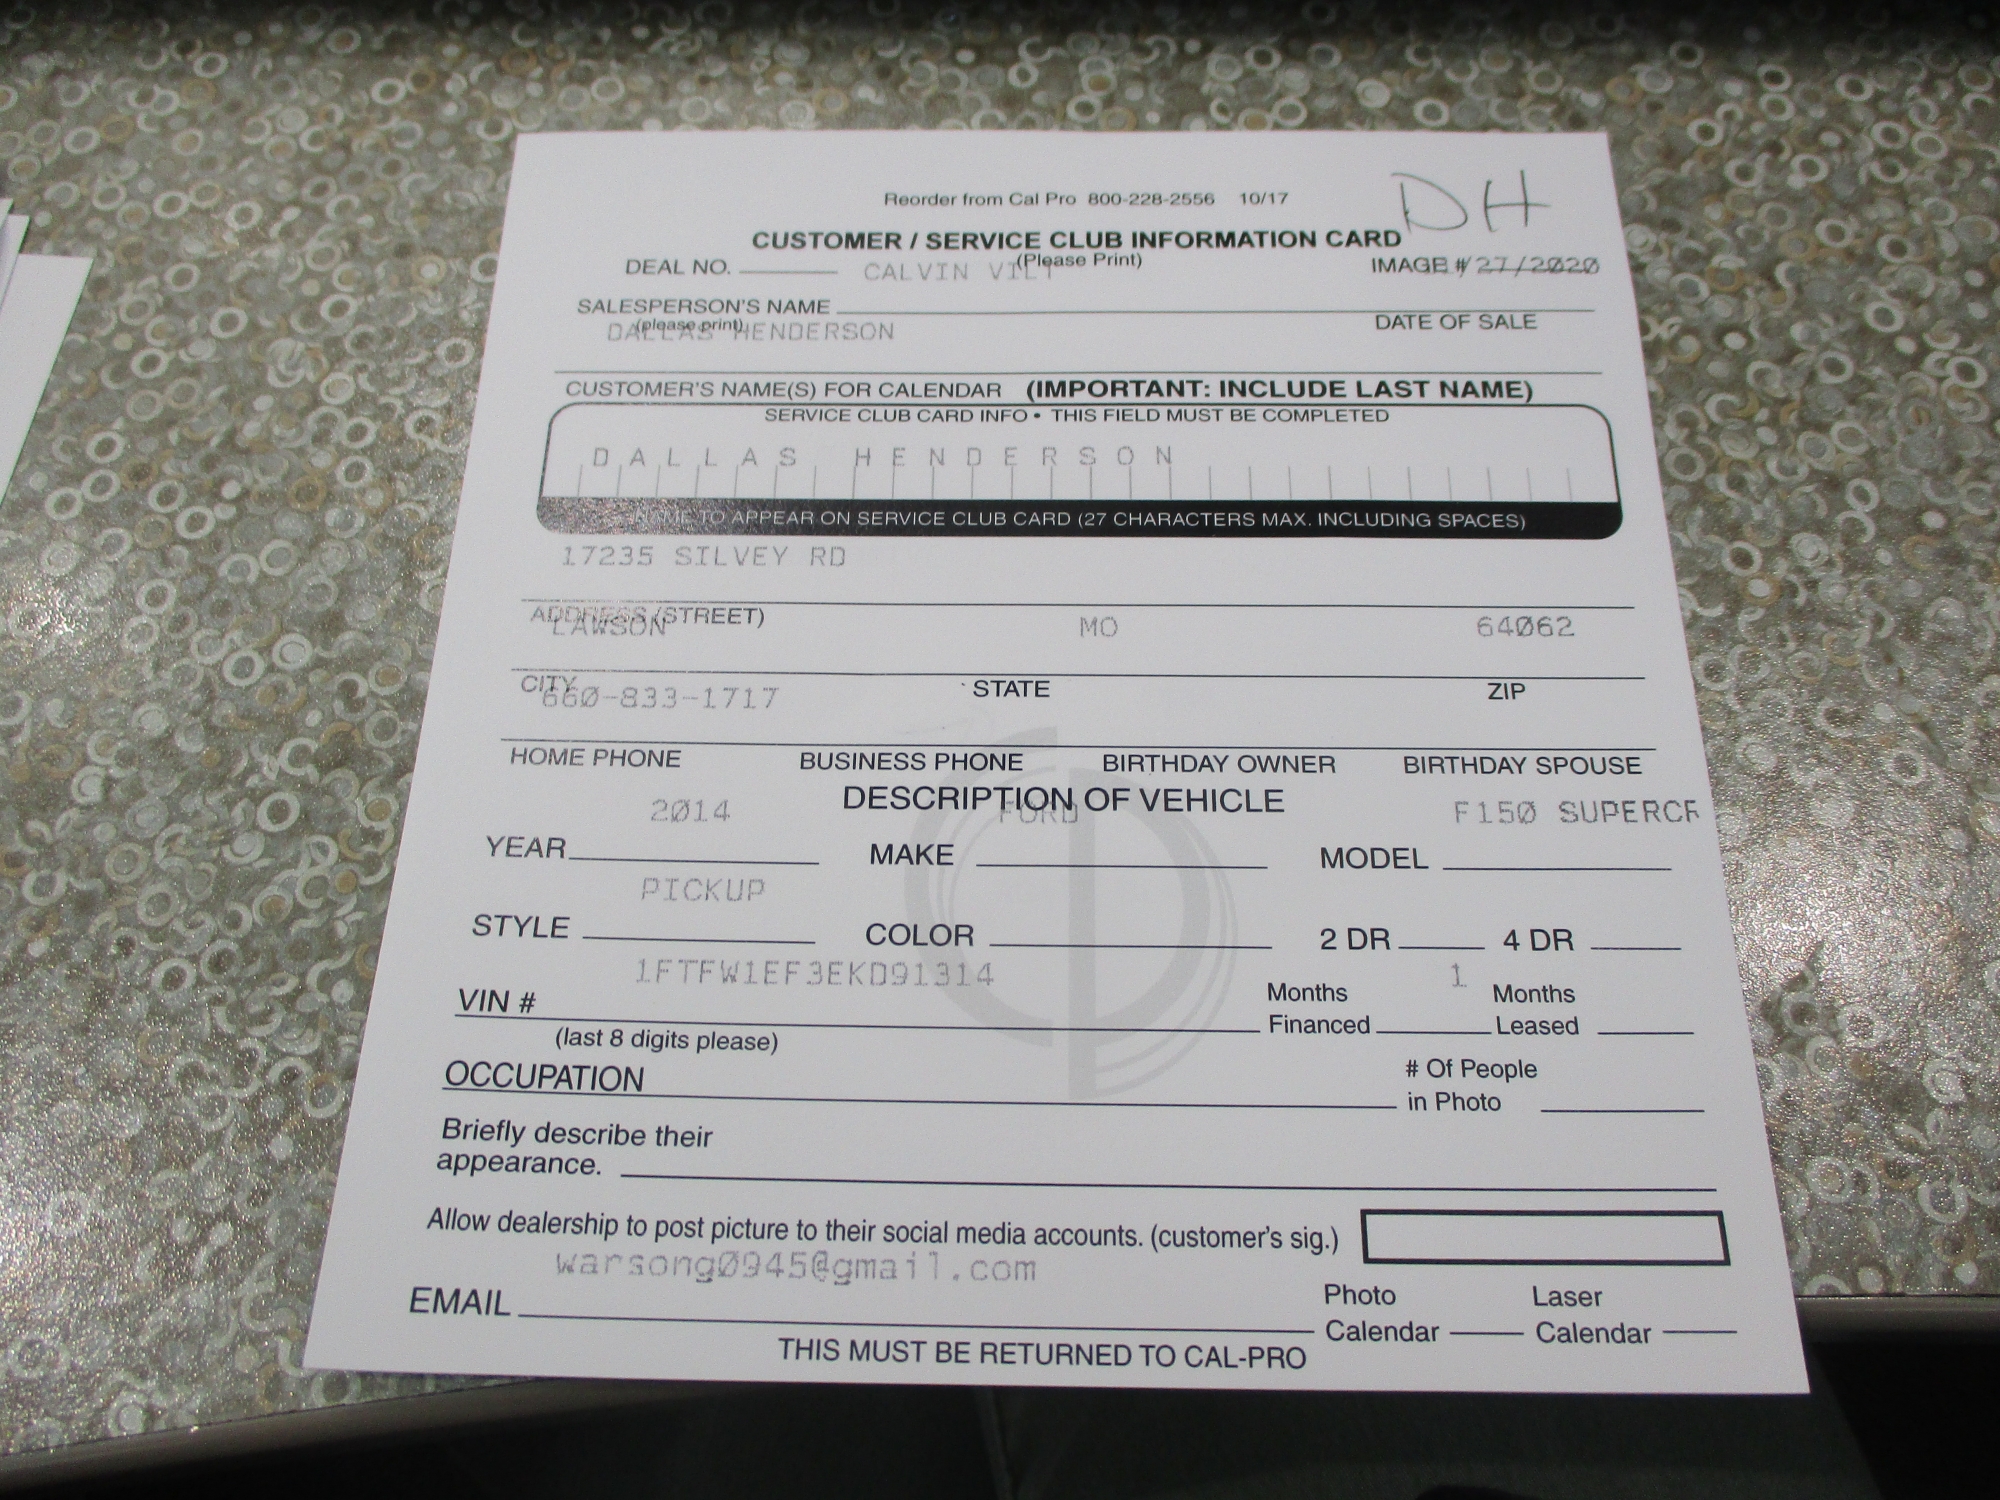 DH
Reorder from Cal Pro 800-228-2556 10/17
CUSTOMER / SERVICE CLUB INFORMATION CARD
(Please Print)
DEAL NO. CALVIN VILT IMAGE # /27/2020
SALESPERSON'S NAME
(please print) DATE OF SALE
DALLAS HENDERSON
CUSTOMER'S NAME(S) FOR CALENDAR (IMPORTANT: INCLUDE LAST NAME)
SERVICE CLUB CARD INFO • THIS FIELD MUST BE COMPLETED
DALLAS HENDERSON
NAME TO APPEAR ON SERVICE CLUB CARD (27 CHARACTERS MAX. INCLUDING SPACES)
17235 SILVEY RD
ADDRESS (STREET)
LAWSON MO 64062
CITY STATE ZIP
660-833-1717
HOME PHONE BUSINESS PHONE BIRTHDAY OWNER BIRTHDAY SPOUSE
DESCRIPTION OF VEHICLE
2014 FORD F150 SUPERCR
YEAR MAKE MODEL
PICKUP
STYLE COLOR 2 DR 4 DR
1FTFW1EF3EKD91314 1
VIN # Months Financed Months Leased
(last 8 digits please)
OCCUPATION # Of People in Photo
Briefly describe their
appearance.
Allow dealership to post picture to their social media accounts. (customer's sig.)
warsong0945@gmail.com
EMAIL Photo Calendar Laser Calendar
THIS MUST BE RETURNED TO CAL-PRO